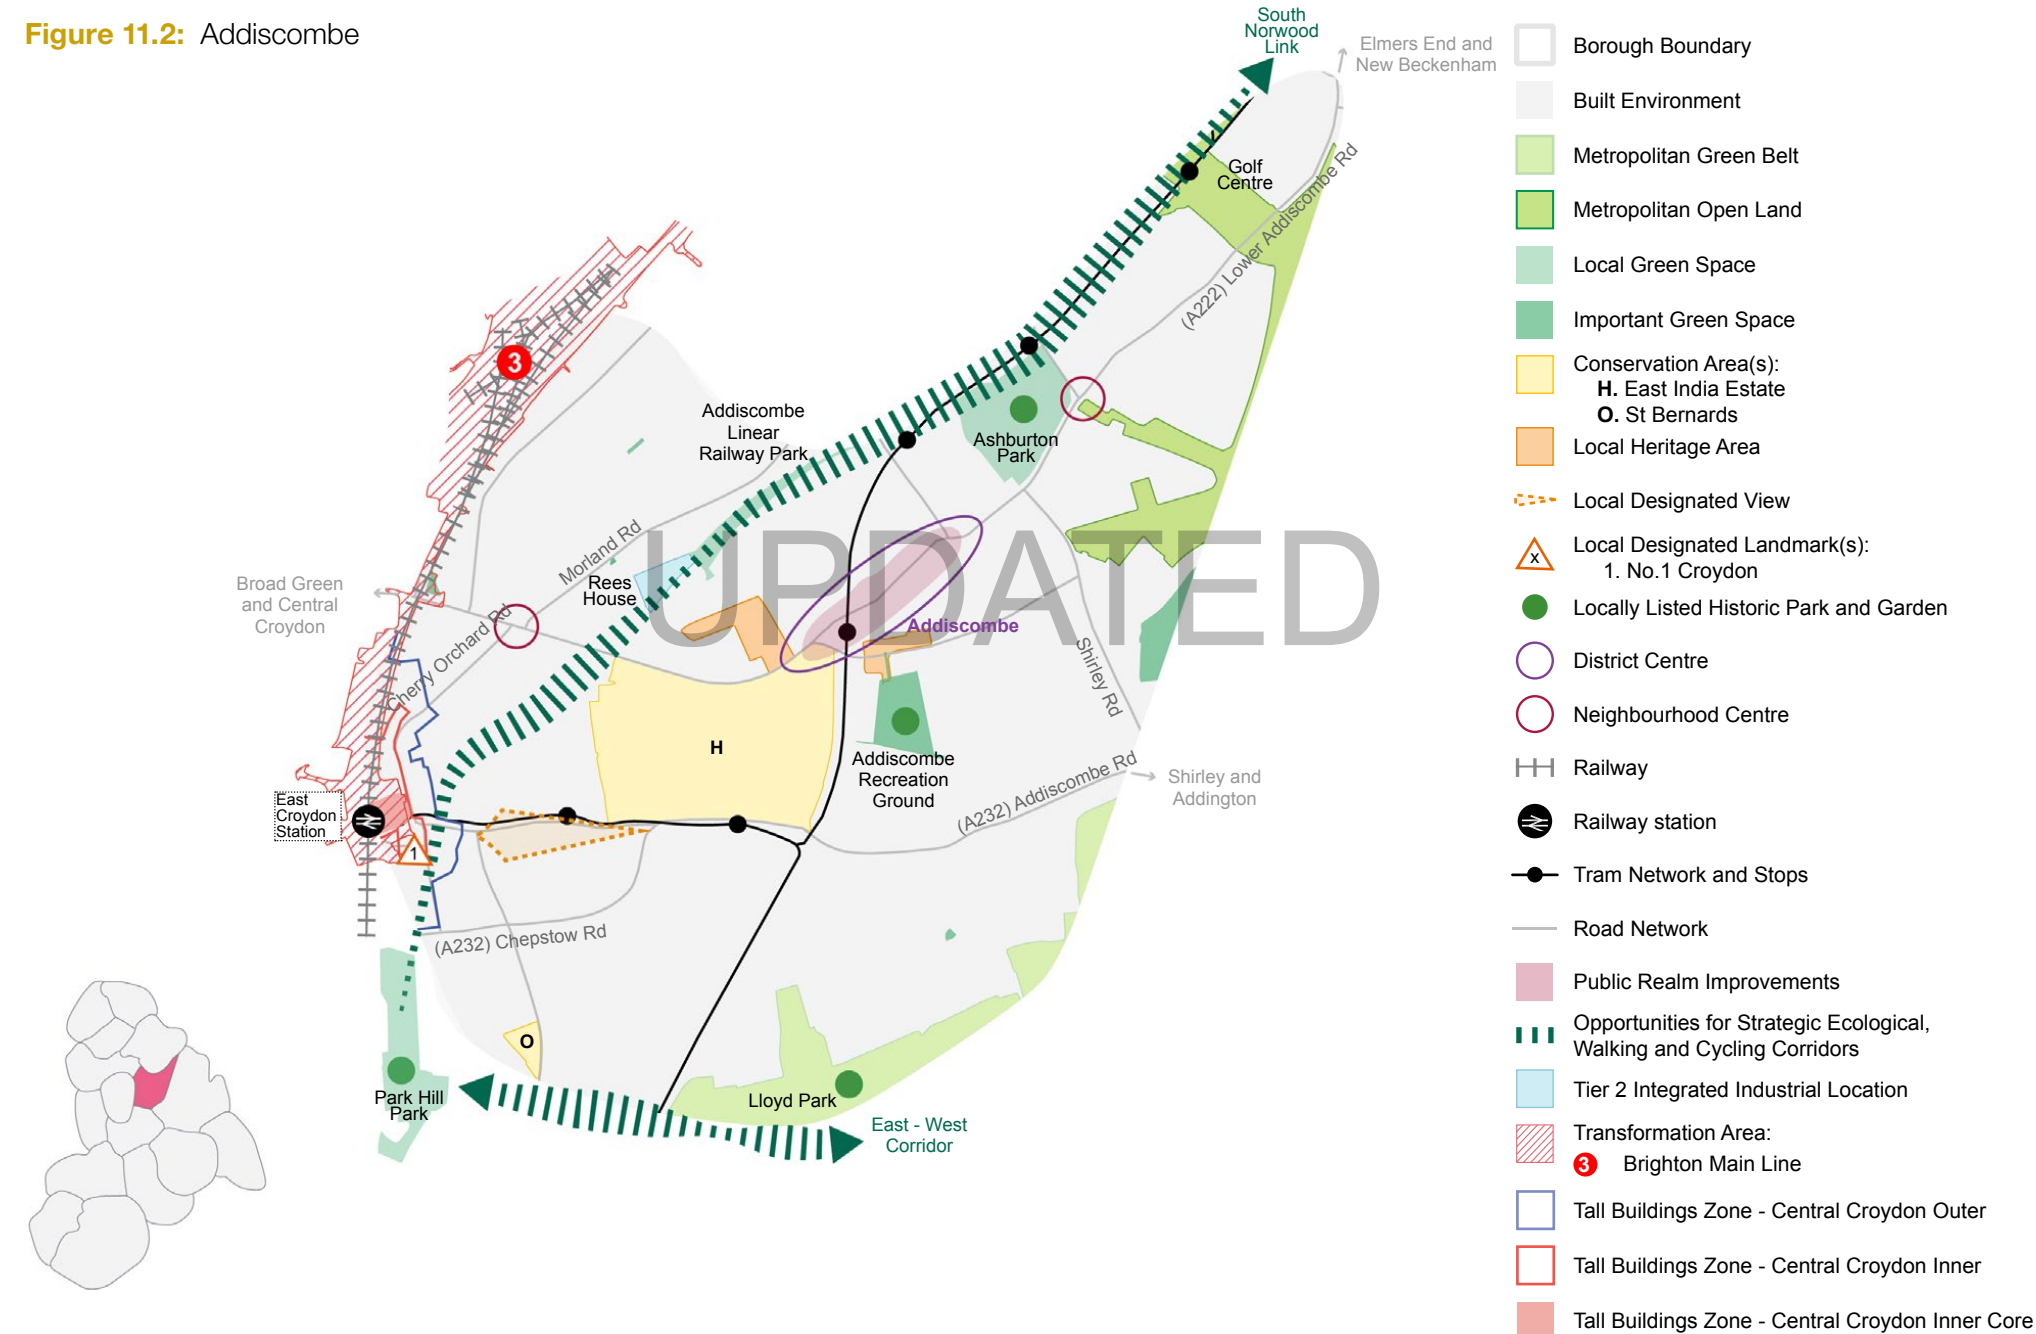 Figure 11.2: Addiscombe
South
Norwood
Link
Elmers End and
New Beckenham
Golf
Centre
(A222) Lower Addiscombe Rd
3
Addiscombe
Linear
Railway Park
Ashburton
Park
Morland Rd
Rees
House
UPDATED
Broad Green
and Central
Croydon
Cherry Orchard Rd
Addiscombe
Shirley Rd
H
Addiscombe
Recreation
Ground
(A232) Addiscombe Rd
Shirley and
Addington
East
Croydon
Station
1
(A232) Chepstow Rd
O
Park Hill
Park
Lloyd Park
East - West
Corridor
Borough Boundary
Built Environment
Metropolitan Green Belt
Metropolitan Open Land
Local Green Space
Important Green Space
Conservation Area(s):
H. East India Estate
O. St Bernards
Local Heritage Area
Local Designated View
x
Local Designated Landmark(s):
1. No.1 Croydon
Locally Listed Historic Park and Garden
District Centre
Neighbourhood Centre
Railway
Railway station
Tram Network and Stops
Road Network
Public Realm Improvements
Opportunities for Strategic Ecological,
Walking and Cycling Corridors
Tier 2 Integrated Industrial Location
Transformation Area:
3 Brighton Main Line
Tall Buildings Zone - Central Croydon Outer
Tall Buildings Zone - Central Croydon Inner
Tall Buildings Zone - Central Croydon Inner Core